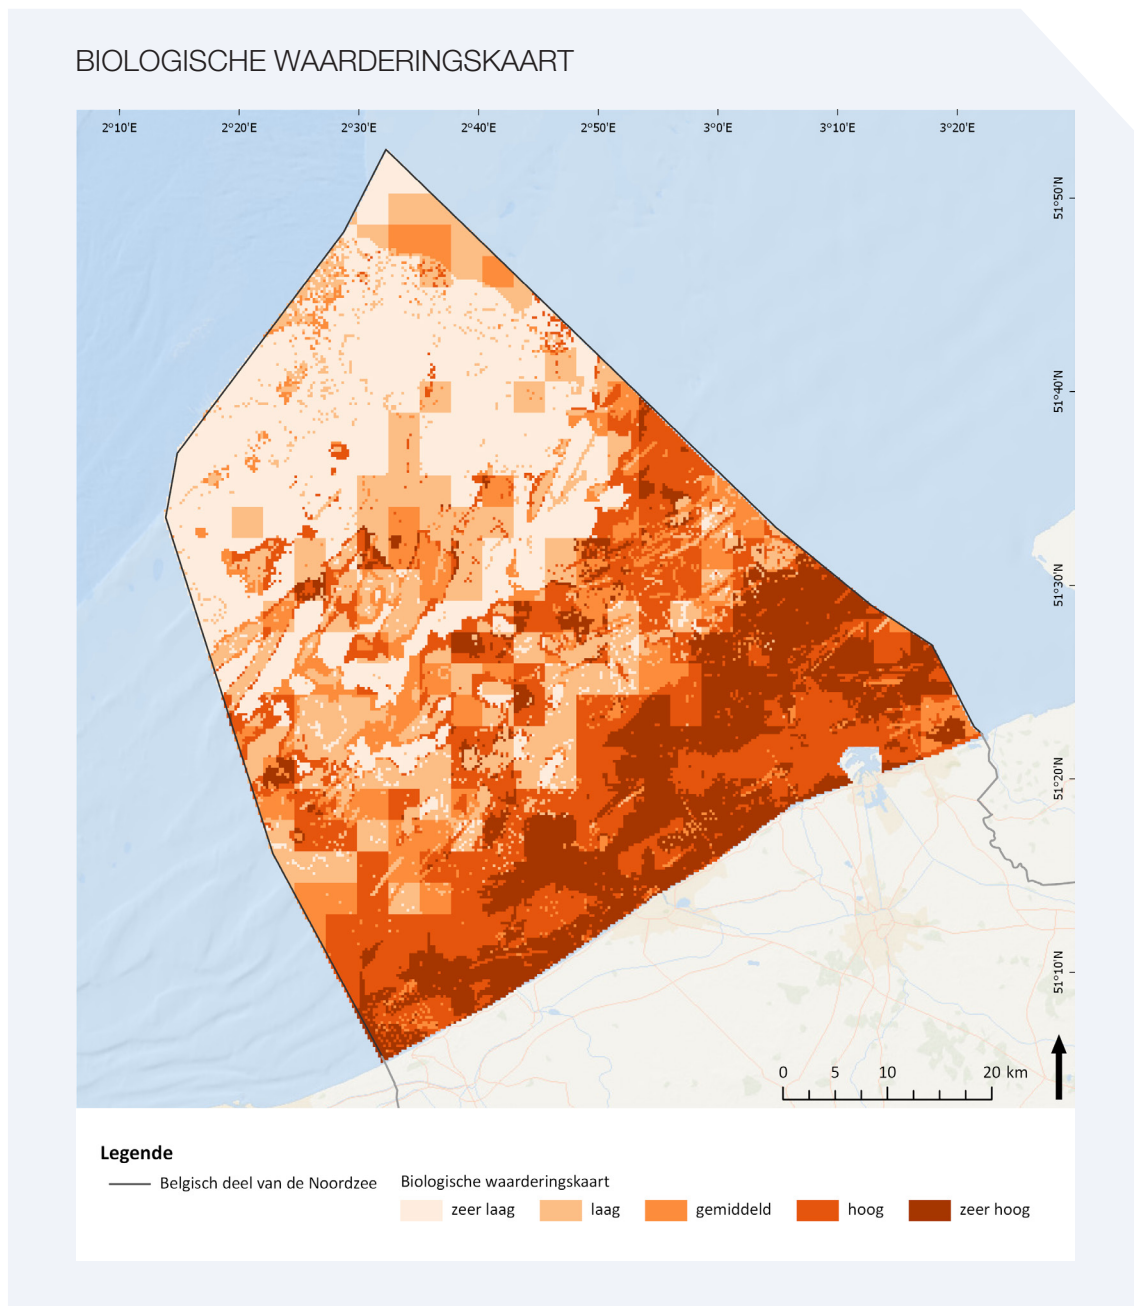 BIOLOGISCHE WAARDERINGSKAART
2°10'E 2°20'E 2°30'E 2°40'E 2°50'E 3°0'E 3°10'E 3°20'E
51°50'N
51°40'N
51°30'N
51°20'N
51°10'N
0 5 10 20 km
Legende
Belgisch deel van de Noordzee
Biologische waarderingskaart
zeer laag laag gemiddeld hoog zeer hoog